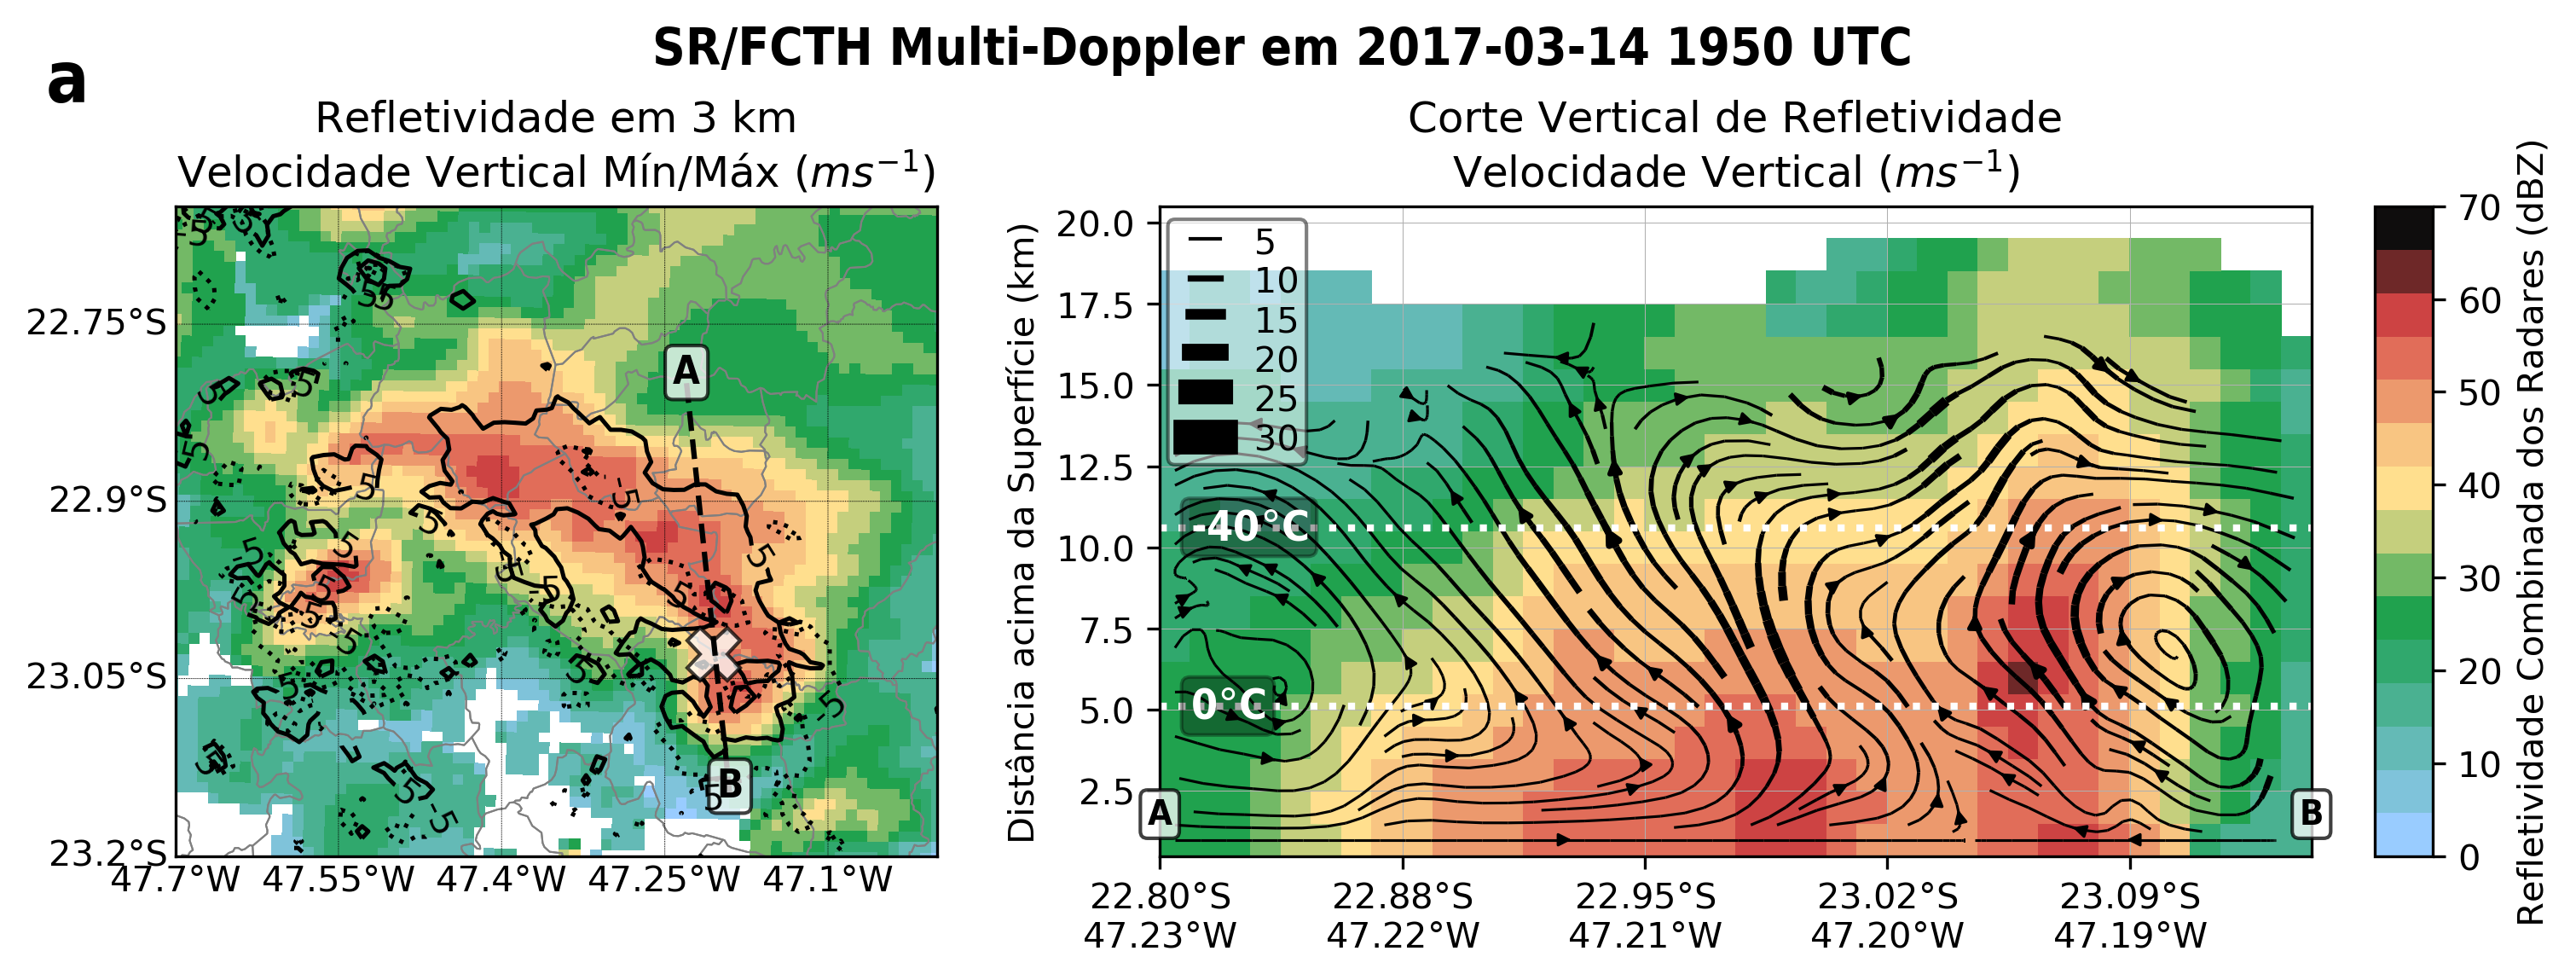 SR/FCTH Multi-Doppler em 2017-03-14 1950 UTC
a
Refletividade em 3 km
Velocidade Vertical Mín/Máx (ms⁻¹)
22.75°S
22.9°S
23.05°S
23.2°S
47.7°W 47.55°W 47.4°W 47.25°W 47.1°W
A
B
Corte Vertical de Refletividade
Velocidade Vertical (ms⁻¹)
Distância acima da Superfície (km)
20.0
17.5
15.0
12.5
10.0
7.5
5.0
2.5
5
10
15
20
25
30
-40°C
0°C
A
B
22.80°S 22.88°S 22.95°S 23.02°S 23.09°S
47.23°W 47.22°W 47.21°W 47.20°W 47.19°W
70
60
50
40
30
20
10
0
Refletividade Combinada dos Radares (dBZ)